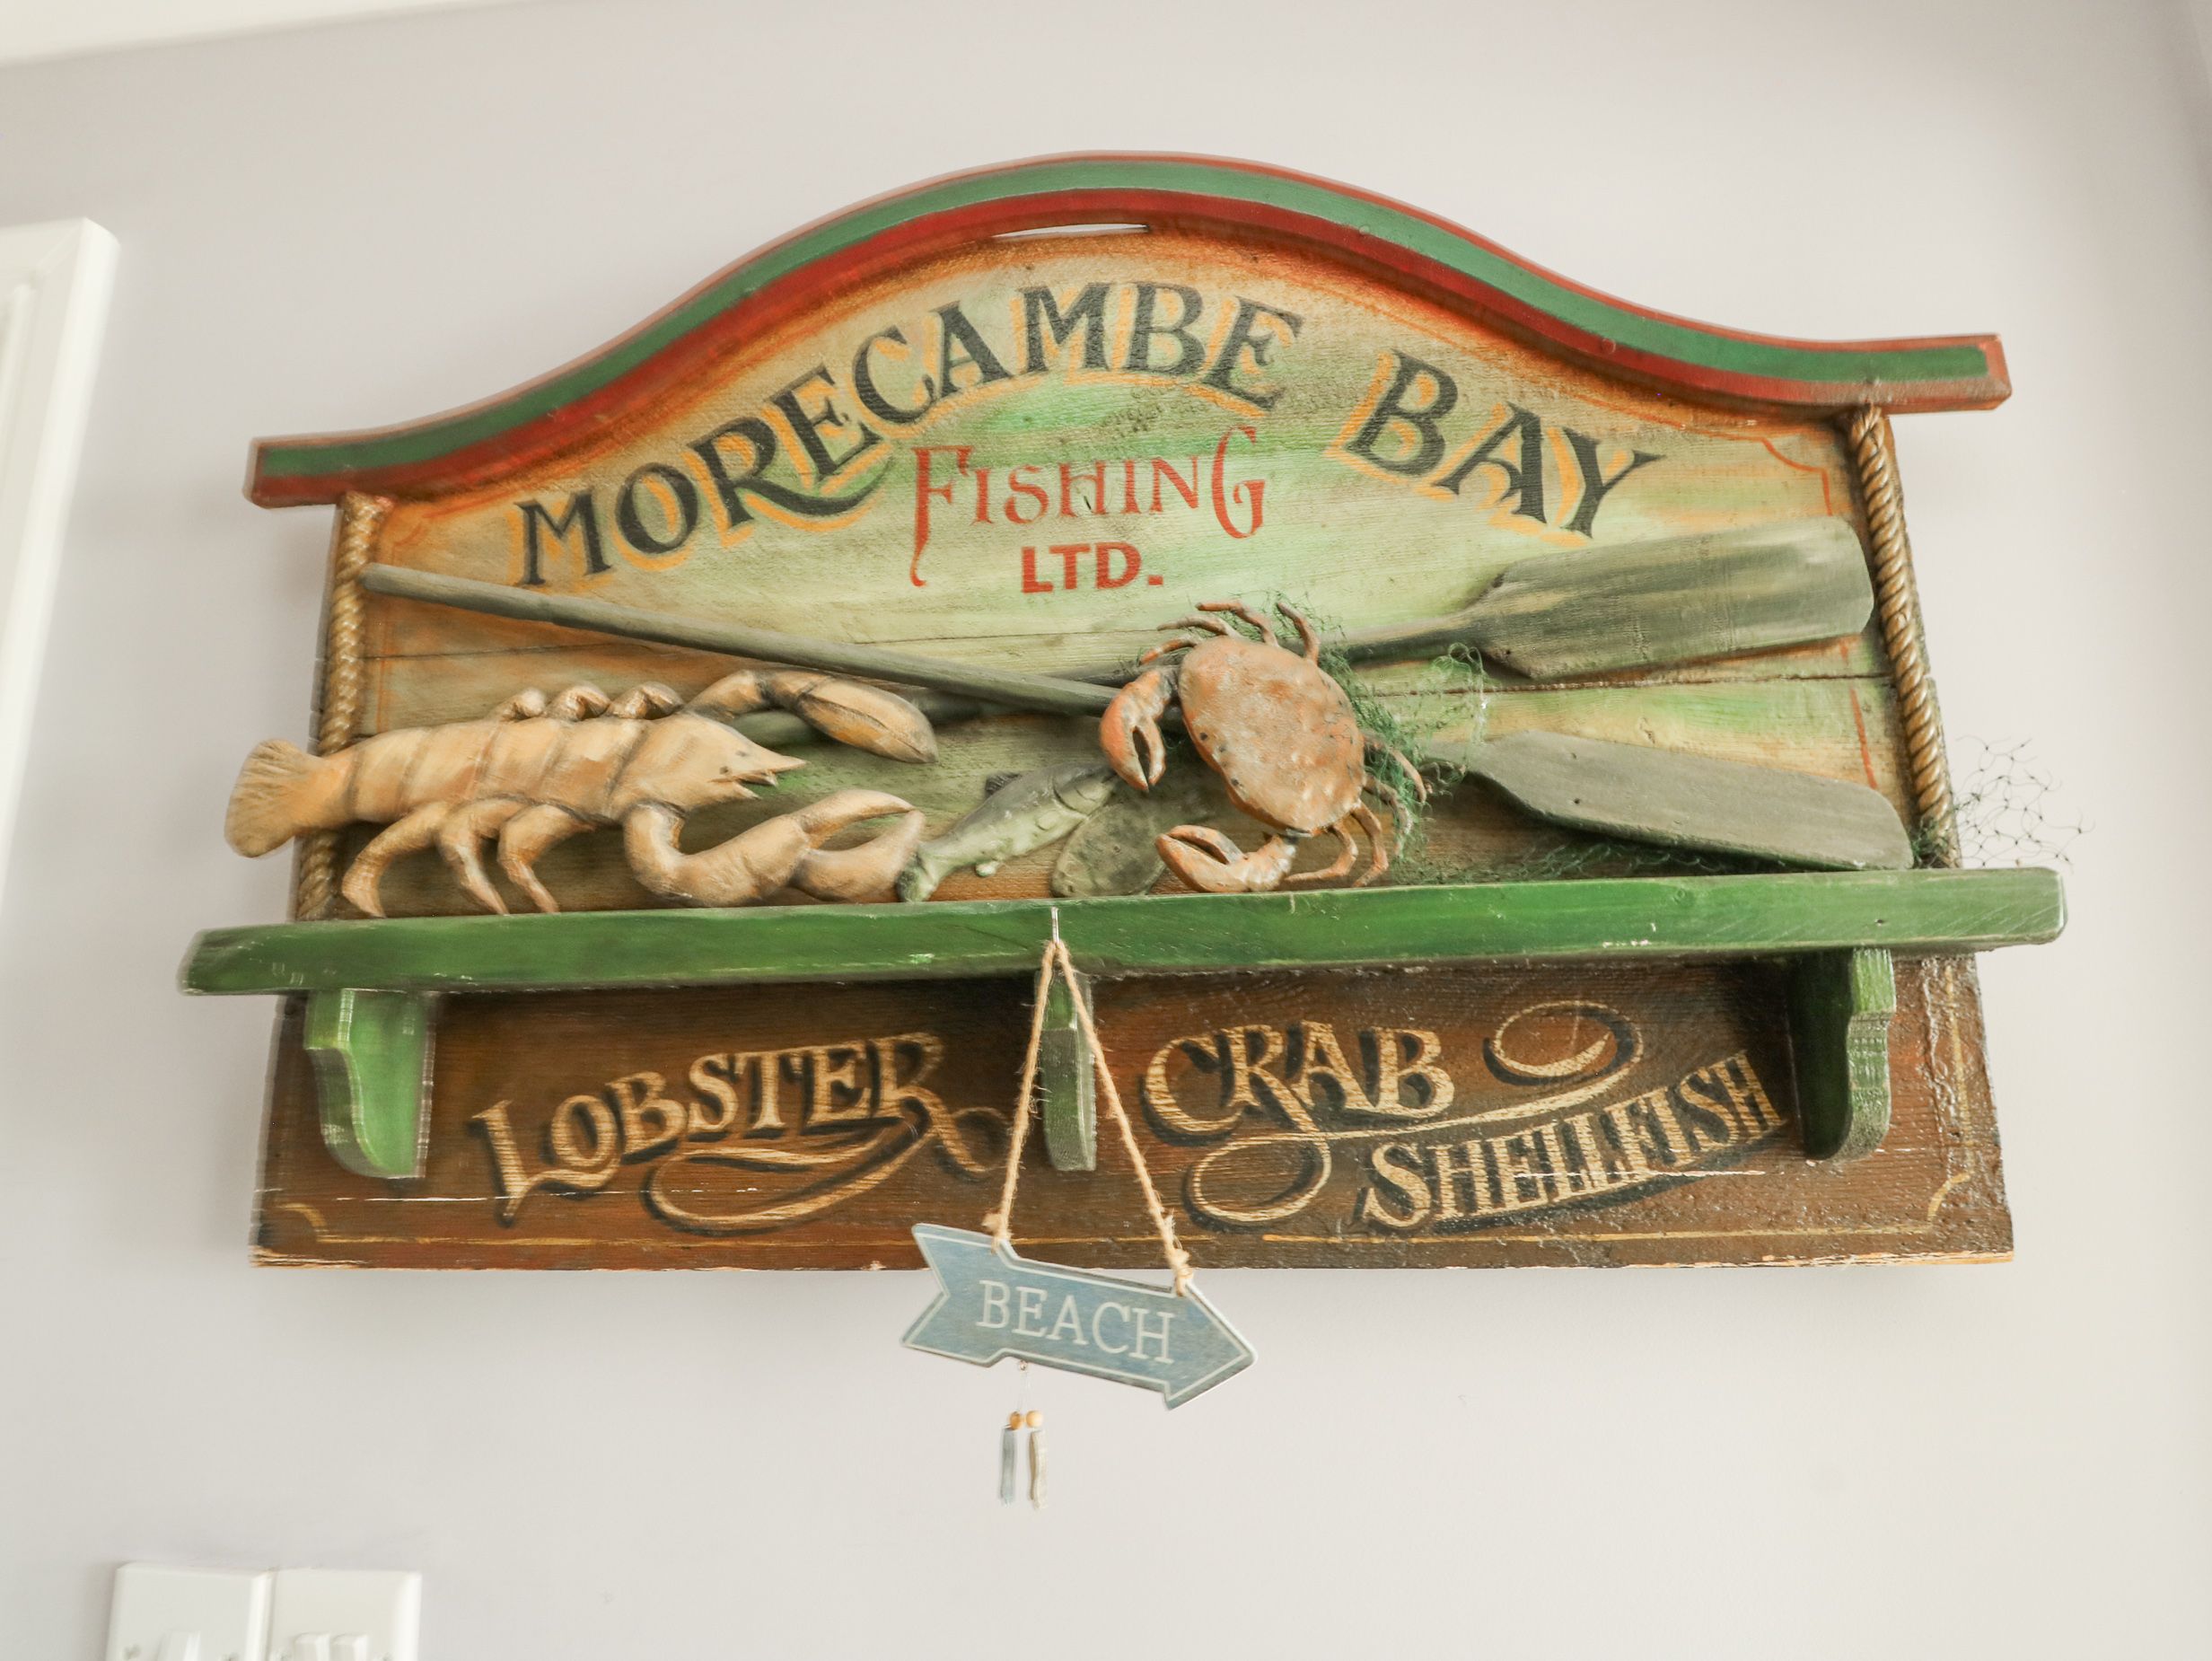 MORECAMBE BAY
FISHING
LTD.
LOBSTER
CRAB
SHELLFISH
BEACH